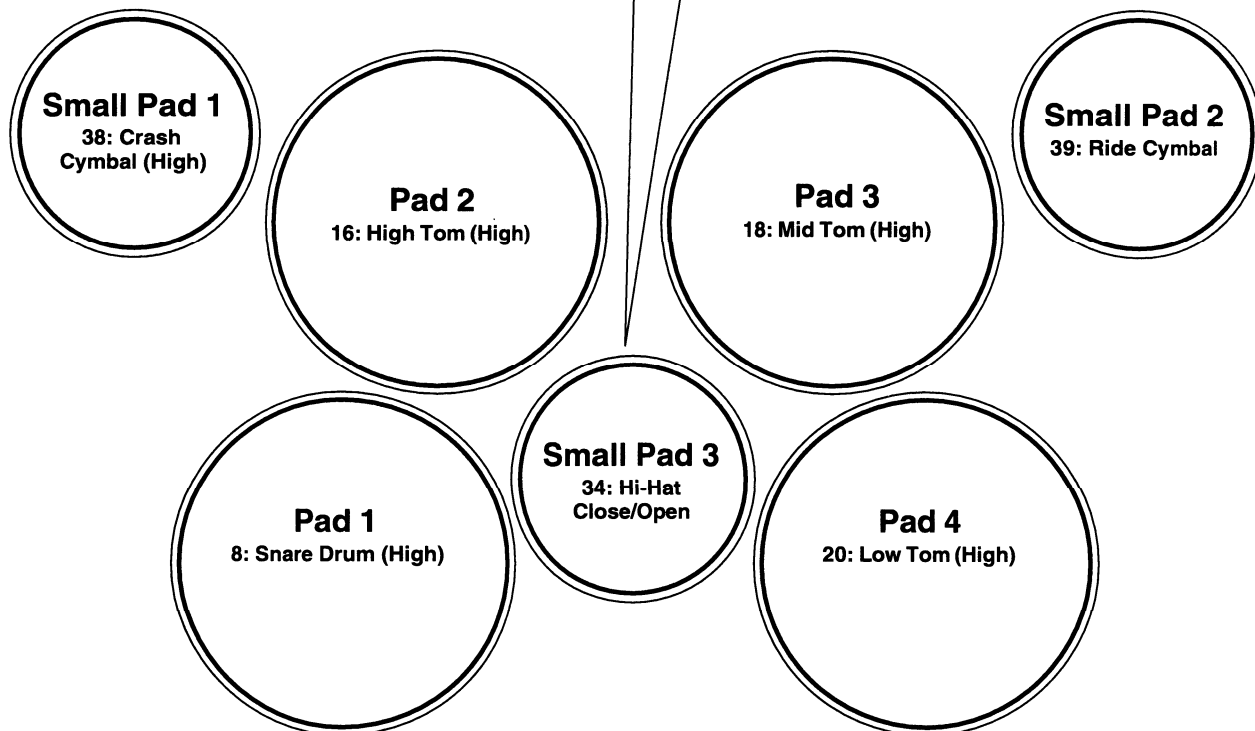 Small Pad 1
38: Crash
Cymbal (High)
Small Pad 2
39: Ride Cymbal
Pad 2
16: High Tom (High)
Pad 3
18: Mid Tom (High)
Small Pad 3
34: Hi-Hat
Close/Open
Pad 1
8: Snare Drum (High)
Pad 4
20: Low Tom (High)